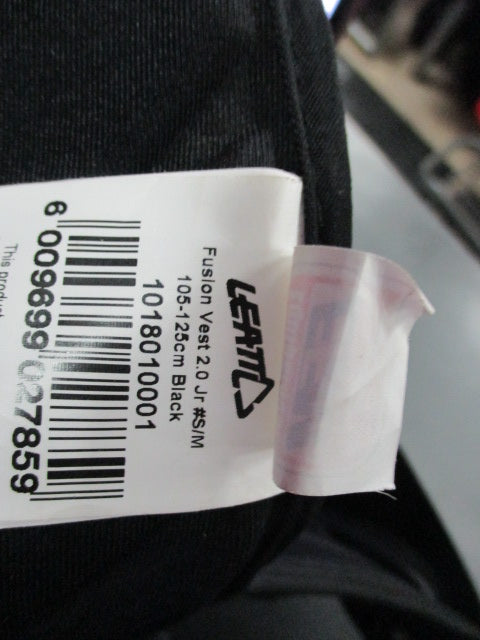 LEATT
Fusion Vest 2.0 Jr #S/M
105-125cm Black
1018010001
6 009699 027859
This product